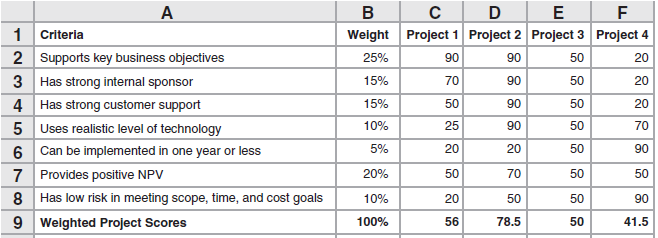 A B C D E F
1 Criteria Weight Project 1 Project 2 Project 3 Project 4
2 Supports key business objectives 25% 90 90 50 20
3 Has strong internal sponsor 15% 70 90 50 20
4 Has strong customer support 15% 50 90 50 20
5 Uses realistic level of technology 10% 25 90 50 70
6 Can be implemented in one year or less 5% 20 20 50 90
7 Provides positive NPV 20% 50 70 50 50
8 Has low risk in meeting scope, time, and cost goals 10% 20 50 50 90
9 Weighted Project Scores 100% 56 78.5 50 41.5